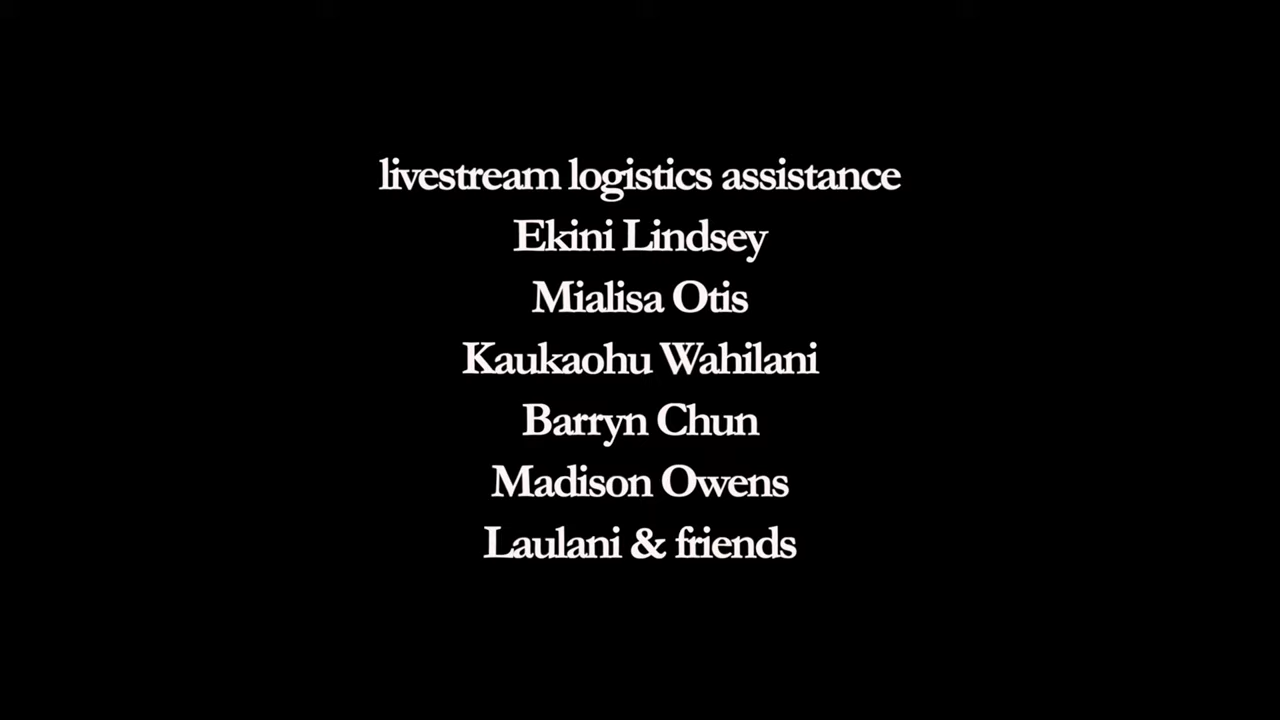 livestream logistics assistance
Ekini Lindsey
Mialisa Otis
Kaukaohu Wahilani
Barryn Chun
Madison Owens
Laulani & friends